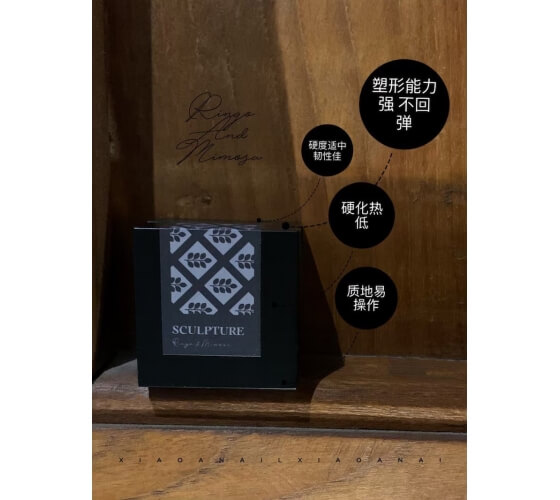 Ringo
And
Mimosa
塑形能力
强 不回
弹
硬度适中
韧性佳
硬化热
低
质地易
操作
SCULPTURE
Ringo & Mimosa
XIAOANAILXIAOANAI